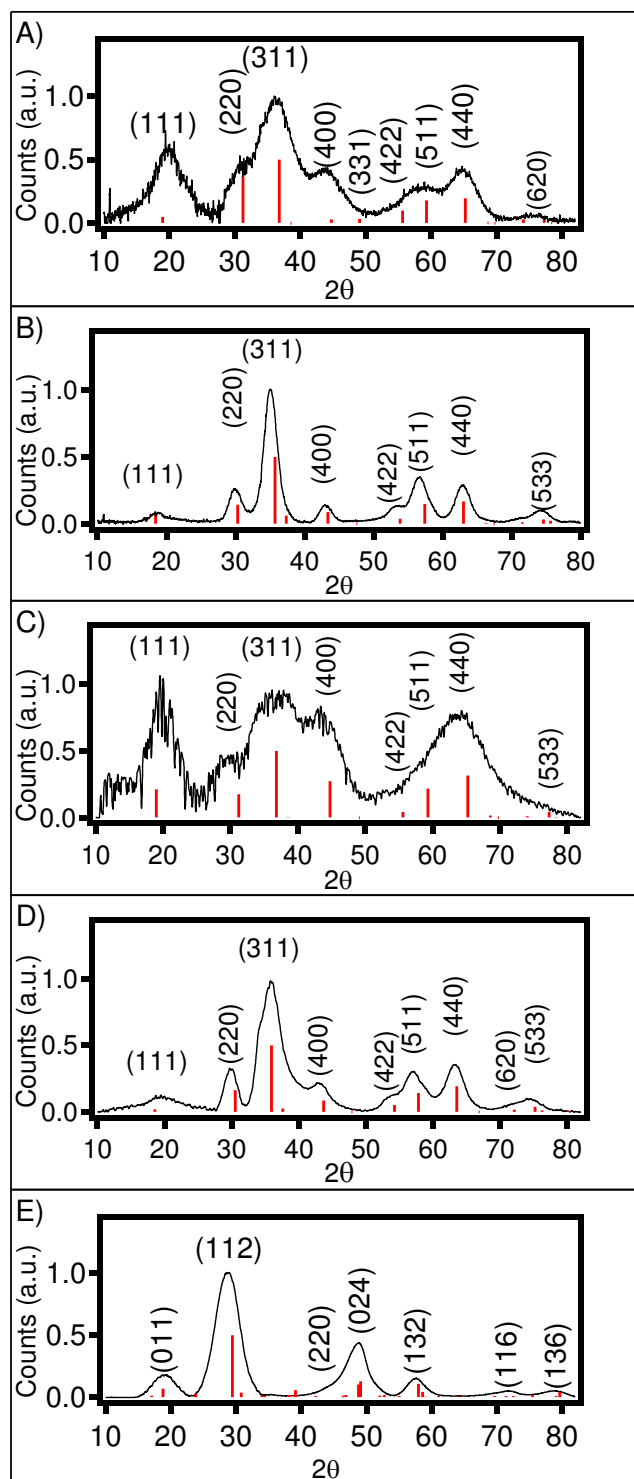 A)
Counts (a.u.)
1.0
0.5
0.0
(111)
(220)
(311)
(400)
(331)
(422)
(511)
(440)
(620)
10 20 30 40 50 60 70 80
2θ
B)
Counts (a.u.)
1.0
0.5
0.0
(111)
(220)
(311)
(400)
(422)
(511)
(440)
(533)
10 20 30 40 50 60 70 80
2θ
C)
Counts (a.u.)
1.0
0.5
0.0
(111)
(220)
(311)
(400)
(422)
(511)
(440)
(533)
10 20 30 40 50 60 70 80
2θ
D)
Counts (a.u.)
1.0
0.5
0.0
(111)
(220)
(311)
(400)
(422)
(511)
(440)
(620)
(533)
10 20 30 40 50 60 70 80
2θ
E)
Counts (a.u.)
1.0
0.5
0.0
(011)
(112)
(220)
(024)
(132)
(116)
(136)
10 20 30 40 50 60 70 80
2θ